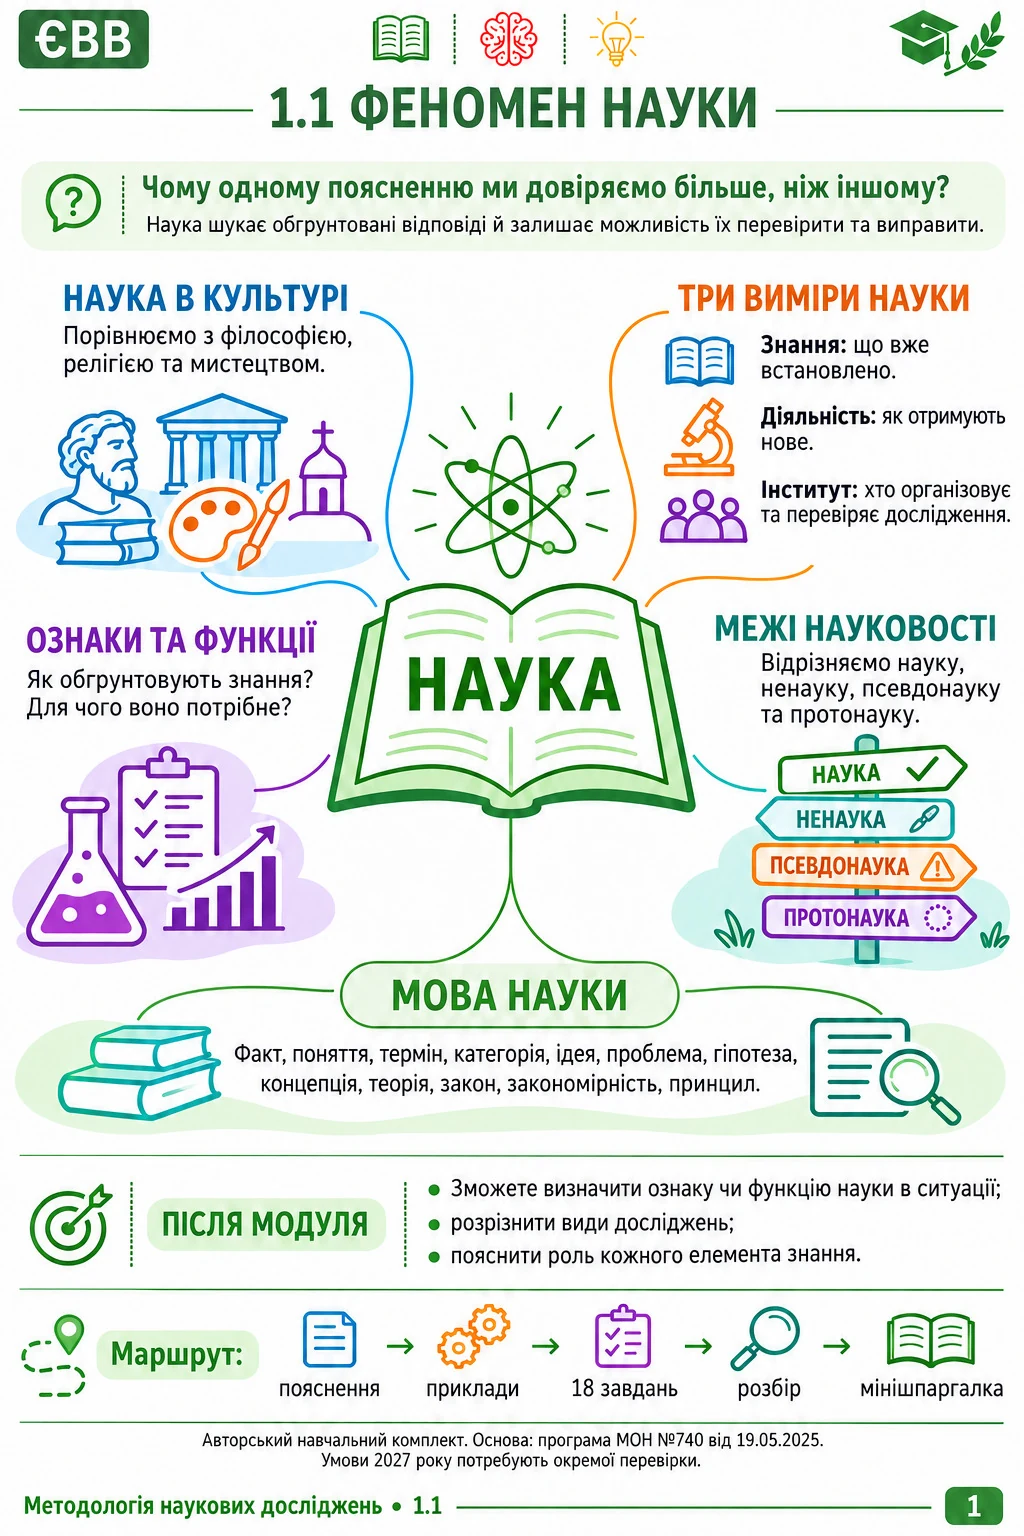 ЄВВ
1.1 ФЕНОМЕН НАУКИ
Чому одному поясненню ми довіряємо більше, ніж іншому?
Наука шукає обгрунтовані відповіді й залишає можливість їх перевірити та виправити.
НАУКА В КУЛЬТУРІ
Порівнюємо з філософією,
релігією та мистецтвом.
ТРИ ВИМІРИ НАУКИ
Знання: що вже
встановлено.
Діяльність: як отримують
нове.
Інститут: хто організовує
та перевіряє дослідження.
НАУКА
ОЗНАКИ ТА ФУНКЦІЇ
Як обгрунтовують знання?
Для чого воно потрібне?
МЕЖІ НАУКОВОСТІ
Відрізняємо науку,
ненауку, псевдонауку
та протонауку.
НАУКА
НЕНАУКА
ПСЕВДОНАУКА
ПРОТОНАУКА
МОВА НАУКИ
Факт, поняття, термін, категорія, ідея, проблема, гіпотеза,
концепція, теорія, закон, закономірність, принцип.
ПІСЛЯ МОДУЛЯ
• Зможете визначити ознаку чи функцію науки в ситуації;
• розрізнити види досліджень;
• пояснити роль кожного елемента знання.
Маршрут:
пояснення → приклади → 18 завдань → розбір → мінішпаргалка
Авторський навчальний комплект. Основа: програма МОН №740 від 19.05.2025.
Умови 2027 року потребують окремої перевірки.
Методологія наукових досліджень • 1.1
1